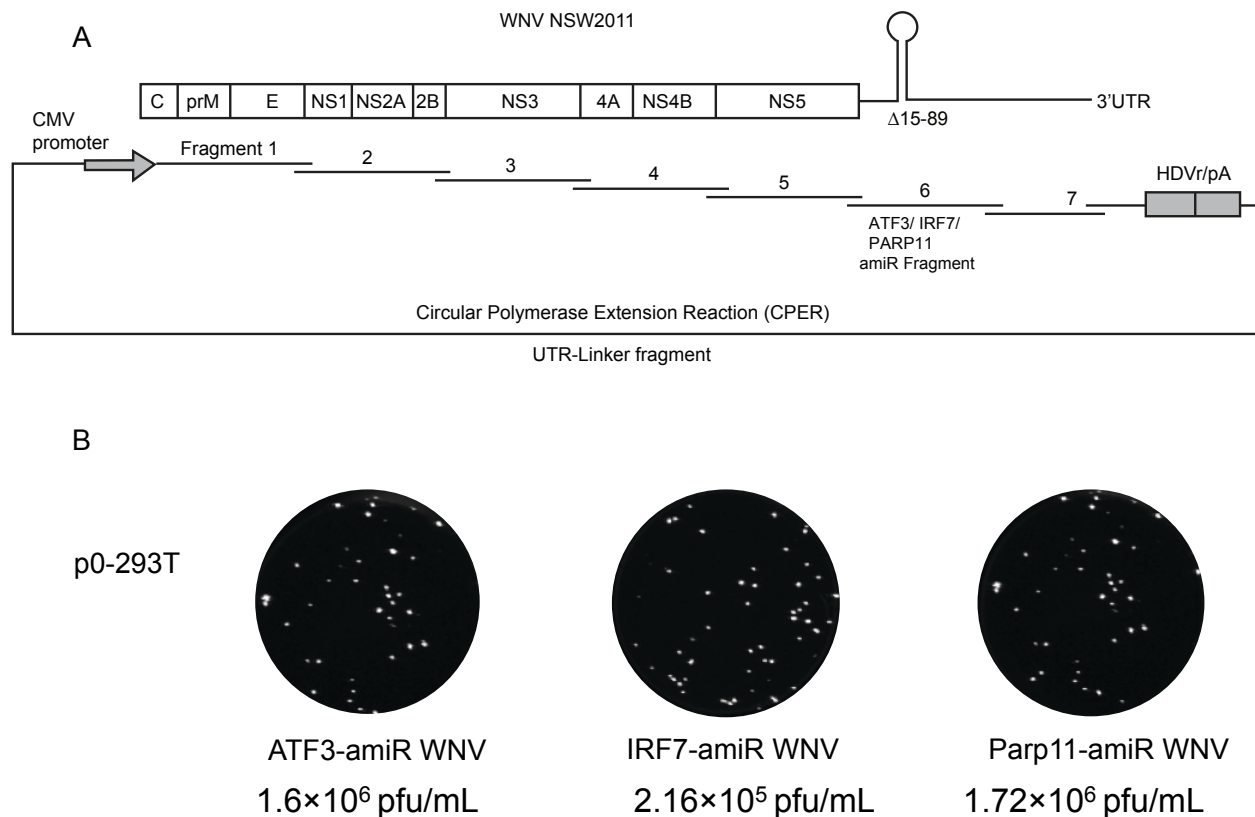 A
WNV NSW2011
C prM E NS1 NS2A 2B NS3 4A NS4B NS5
Δ15-89
3'UTR
CMV
promoter
Fragment 1
2
3
4
5
6
7
HDVr/pA
ATF3/ IRF7/
PARP11
amiR Fragment
Circular Polymerase Extension Reaction (CPER)
UTR-Linker fragment
B
p0-293T
ATF3-amiR WNV
1.6×10⁶ pfu/mL
IRF7-amiR WNV
2.16×10⁵ pfu/mL
Parp11-amiR WNV
1.72×10⁶ pfu/mL